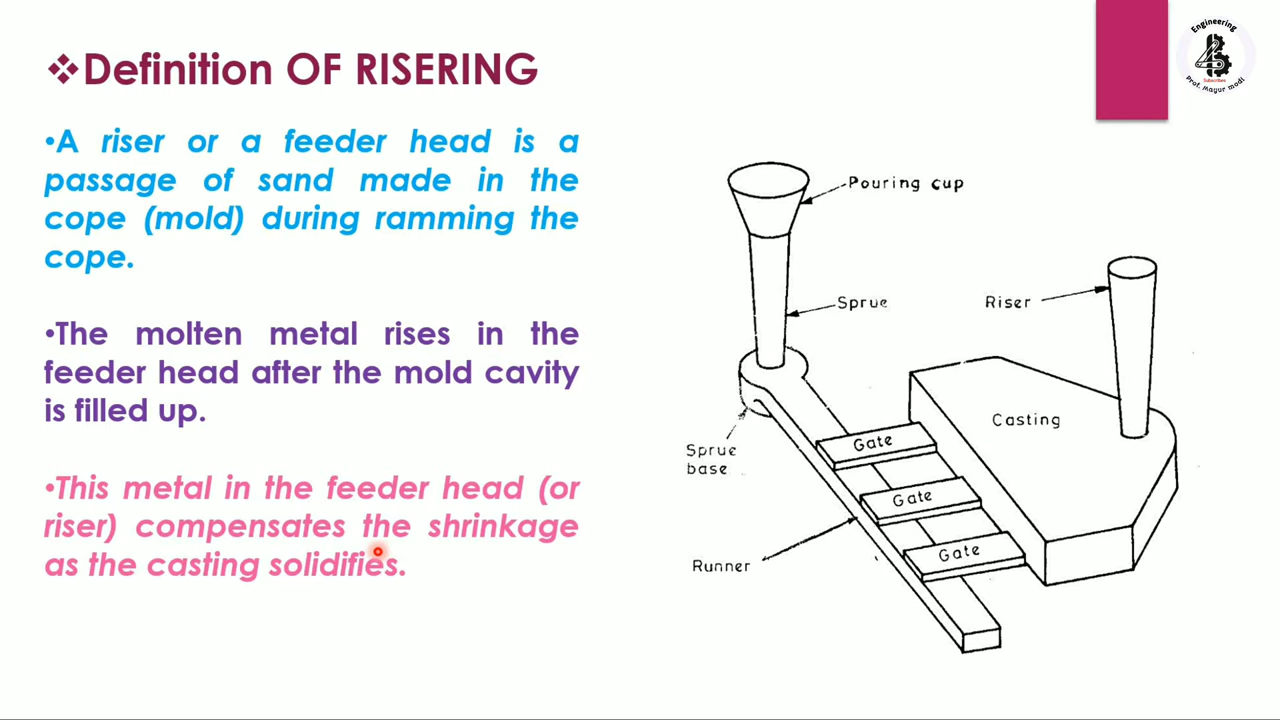 ❖Definition OF RISERING
•A riser or a feeder head is a
passage of sand made in the
cope (mold) during ramming the
cope.
•The molten metal rises in the
feeder head after the mold cavity
is filled up.
•This metal in the feeder head (or
riser) compensates the shrinkage
as the casting solidifies.
Engineering
Subscribes
Prof. Mayur modi
Pouring cup
Sprue
Riser
Casting
Sprue
base
Gate
Gate
Gate
Runner